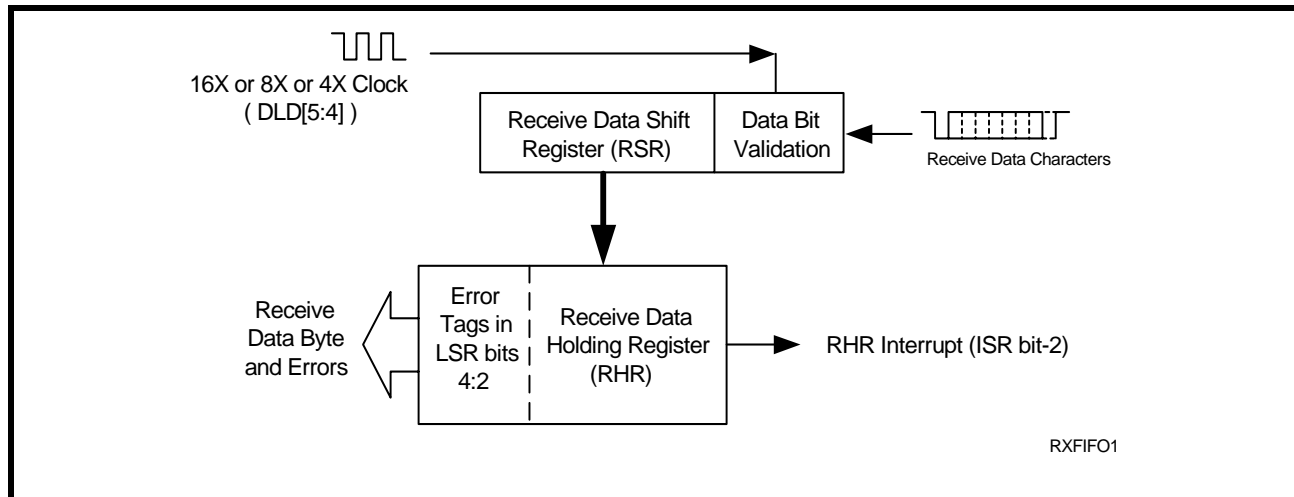 16X or 8X or 4X Clock
( DLD[5:4] )
Receive Data Shift
Register (RSR)
Data Bit
Validation
Receive Data Characters
Receive
Data Byte
and Errors
Error
Tags in
LSR bits
4:2
Receive Data
Holding Register
(RHR)
RHR Interrupt (ISR bit-2)
RXFIFO1